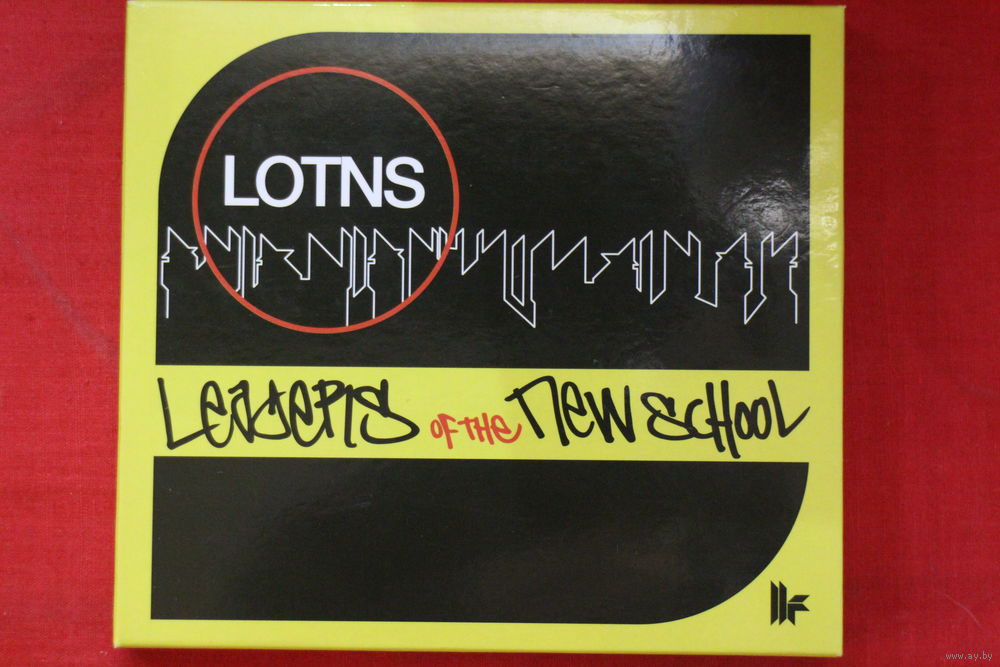 LOTNS
LeadeRS of THe New SCHooL
www.ay.by